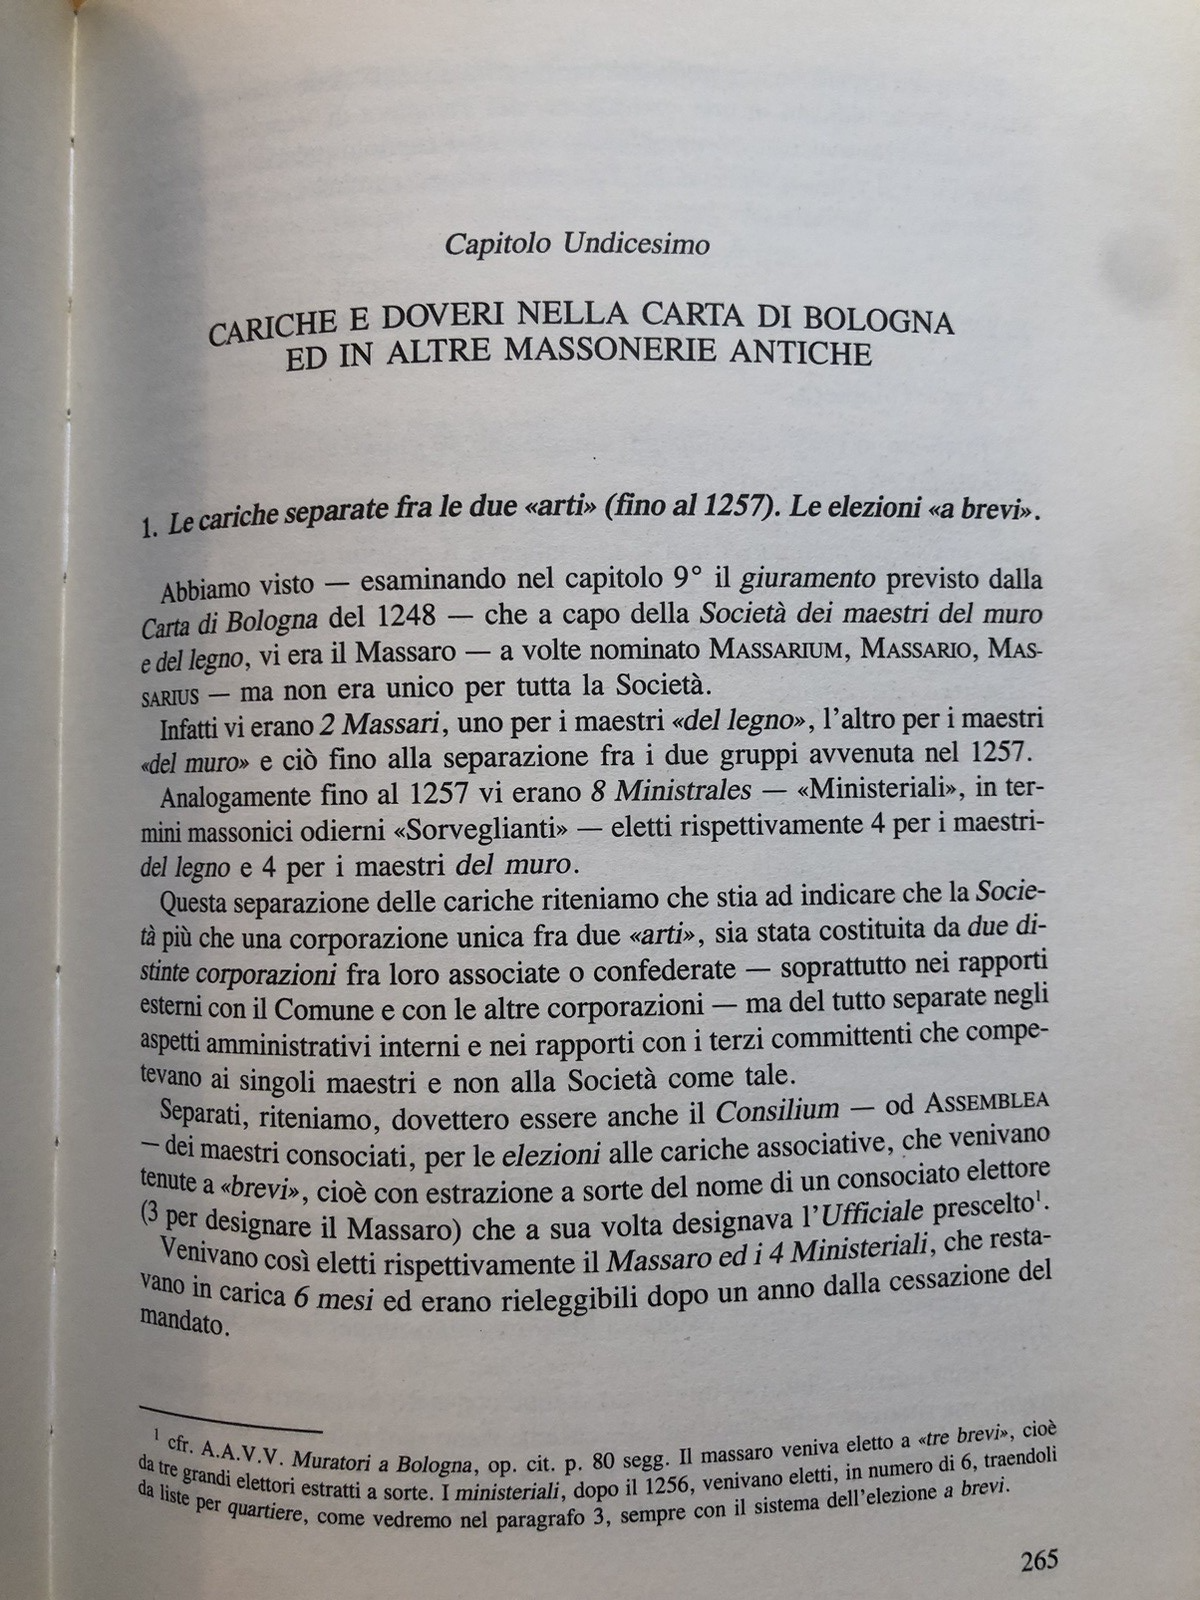 Capitolo Undicesimo
CARICHE E DOVERI NELLA CARTA DI BOLOGNA
ED IN ALTRE MASSONERIE ANTICHE
1. Le cariche separate fra le due «arti» (fino al 1257). Le elezioni «a brevi».
Abbiamo visto — esaminando nel capitolo 9° il giuramento previsto dalla
Carta di Bologna del 1248 — che a capo della Società dei maestri del muro
e del legno, vi era il Massaro — a volte nominato MASSARIUM, MASSARIO, MAS-
SARIUS — ma non era unico per tutta la Società.
Infatti vi erano 2 Massari, uno per i maestri «del legno», l'altro per i maestri
«del muro» e ciò fino alla separazione fra i due gruppi avvenuta nel 1257.
Analogamente fino al 1257 vi erano 8 Ministrales — «Ministeriali», in ter-
mini massonici odierni «Sorveglianti» — eletti rispettivamente 4 per i maestri-
del legno e 4 per i maestri del muro.
Questa separazione delle cariche riteniamo che stia ad indicare che la Socie-
tà più che una corporazione unica fra due «arti», sia stata costituita da due di-
stinte corporazioni fra loro associate o confederate — soprattutto nei rapporti
esterni con il Comune e con le altre corporazioni — ma del tutto separate negli
aspetti amministrativi interni e nei rapporti con i terzi committenti che compe-
tevano ai singoli maestri e non alla Società come tale.
Separati, riteniamo, dovettero essere anche il Consilium — od ASSEMBLEA
— dei maestri consociati, per le elezioni alle cariche associative, che venivano
tenute a «brevi», cioè con estrazione a sorte del nome di un consociato elettore
(3 per designare il Massaro) che a sua volta designava l'Ufficiale prescelto¹.
Venivano così eletti rispettivamente il Massaro ed i 4 Ministeriali, che resta-
vano in carica 6 mesi ed erano rieleggibili dopo un anno dalla cessazione del
mandato.
¹ cfr. A.A.V.V. Muratori a Bologna, op. cit. p. 80 segg. Il massaro veniva eletto a «tre brevi», cioè
da tre grandi elettori estratti a sorte. I ministeriali, dopo il 1256, venivano eletti, in numero di 6, traendoli
da liste per quartiere, come vedremo nel paragrafo 3, sempre con il sistema dell'elezione a brevi.
265